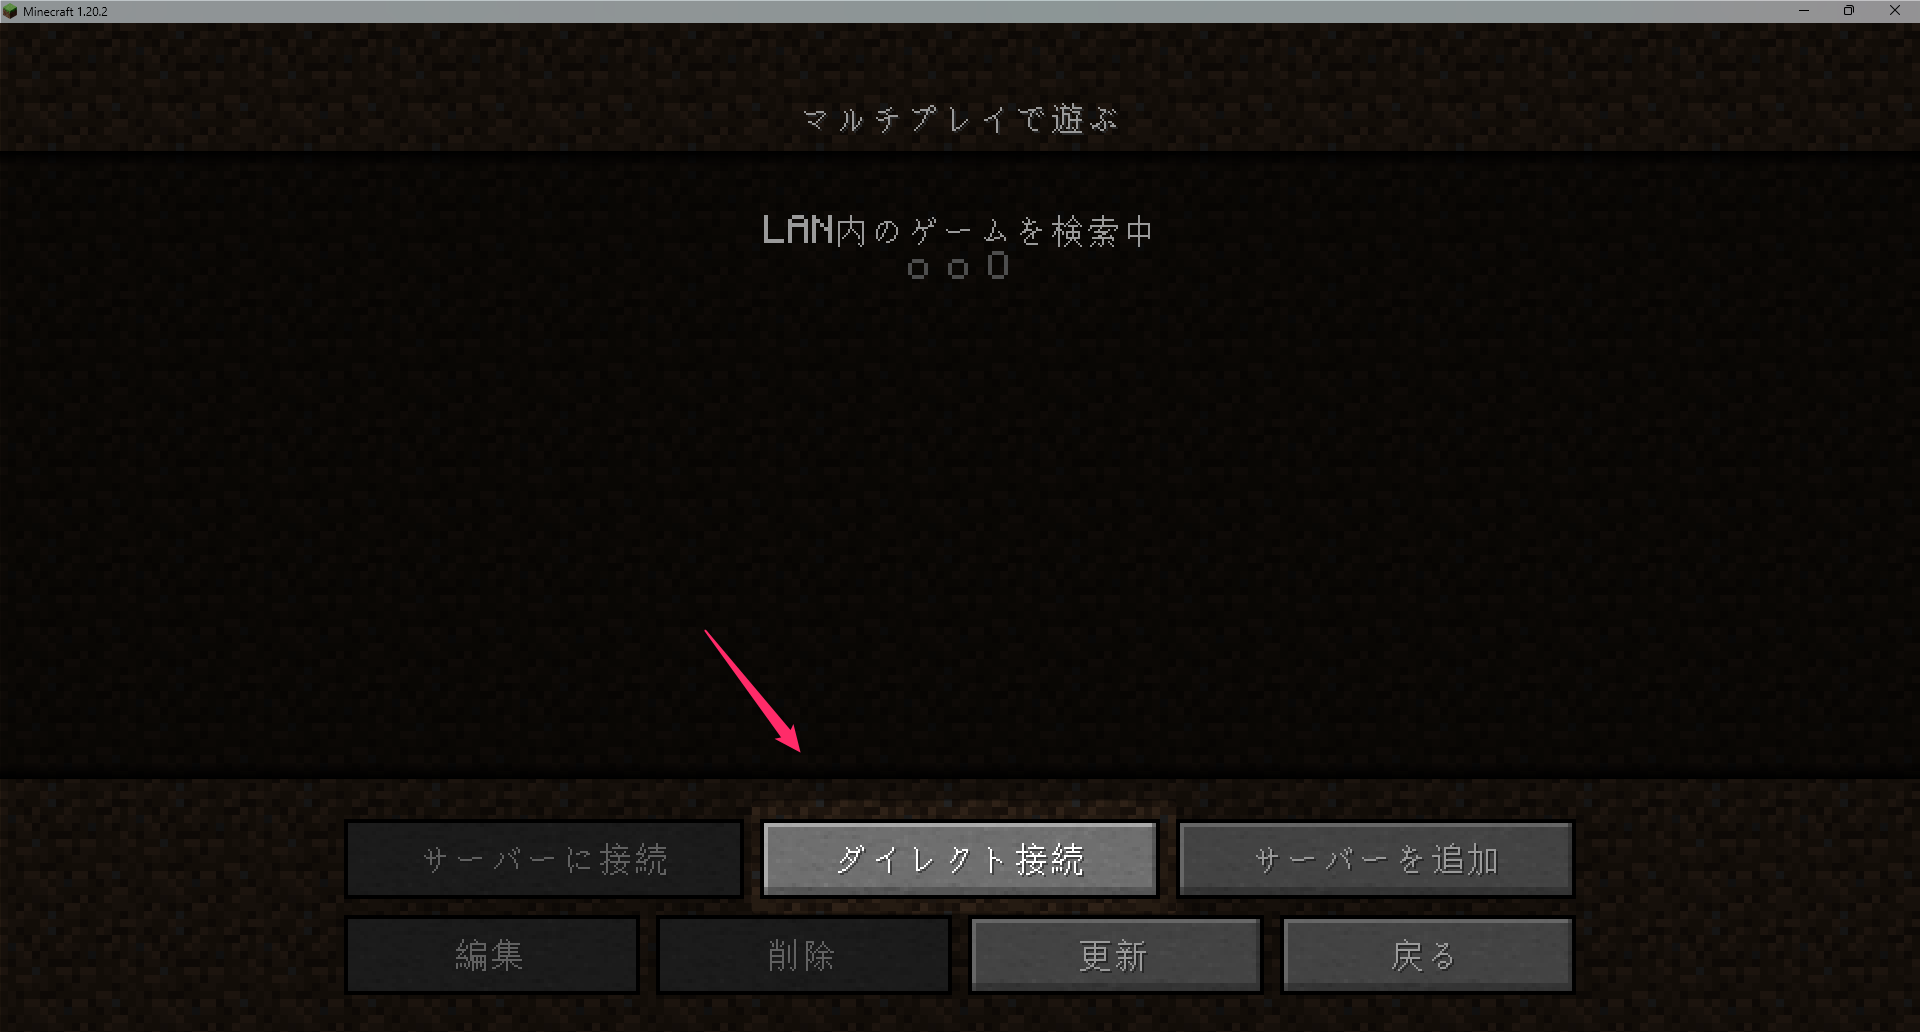 Minecraft 1.20.2
マルチプレイで遊ぶ
LAN内のゲームを検索中
o o O
サーバーに接続
ダイレクト接続
サーバーを追加
編集
削除
更新
戻る